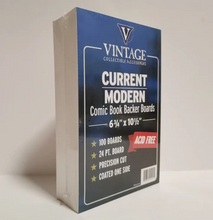 V
VINTAGE
COLLECTIBLE SUPPLIES
CURRENT
MODERN
Comic Book Backer Boards
6¾" x 10½"
ACID FREE
★ 100 BOARDS
★ 24 PT. BOARD
★ PRECISION CUT
★ COATED ONE SIDE